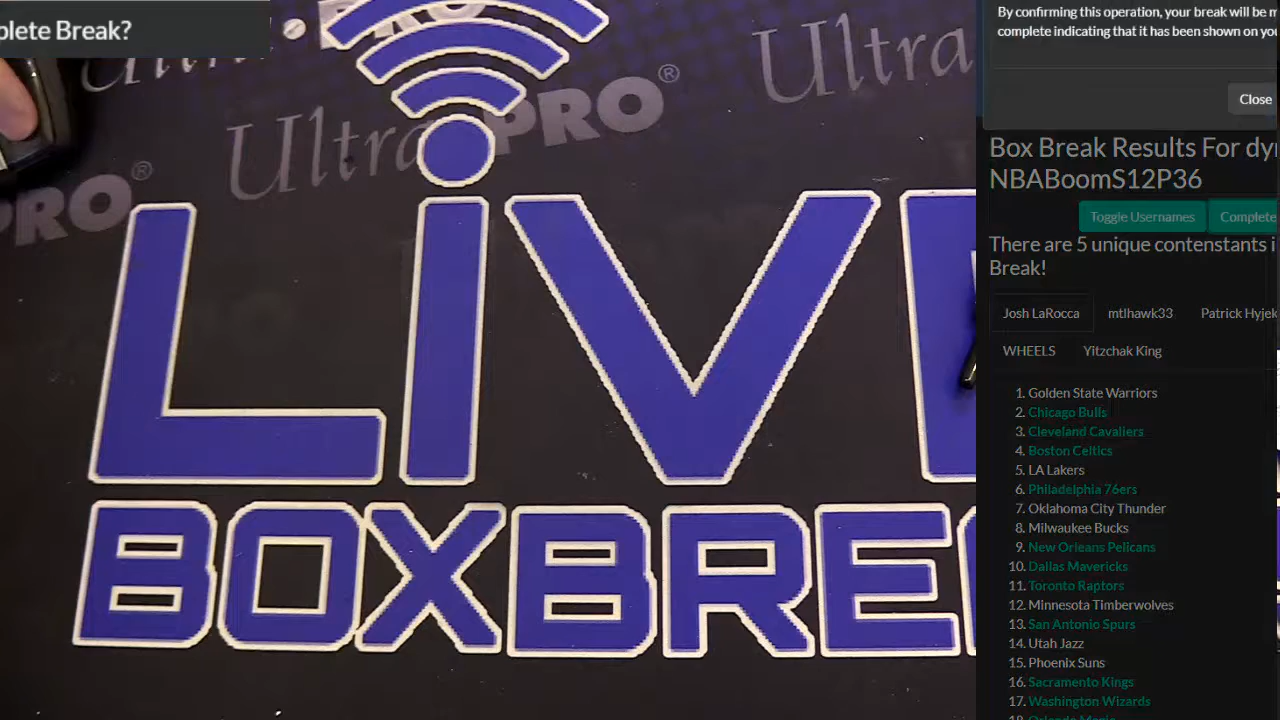 plete Break?
By confirming this operation, your break will be m
complete indicating that it has been shown on you
Close
Ultra PRO®
Ultra
PRO®
LiVE
BOXBRE
Box Break Results For dy
NBABoomS12P36
Toggle Usernames
Complete
There are 5 unique contenstants i
Break!
Josh LaRocca
mtlhawk33
Patrick Hyjek
WHEELS
Yitzchak King
1. Golden State Warriors
2. Chicago Bulls
3. Cleveland Cavaliers
4. Boston Celtics
5. LA Lakers
6. Philadelphia 76ers
7. Oklahoma City Thunder
8. Milwaukee Bucks
9. New Orleans Pelicans
10. Dallas Mavericks
11. Toronto Raptors
12. Minnesota Timberwolves
13. San Antonio Spurs
14. Utah Jazz
15. Phoenix Suns
16. Sacramento Kings
17. Washington Wizards
18. Orlando Magic